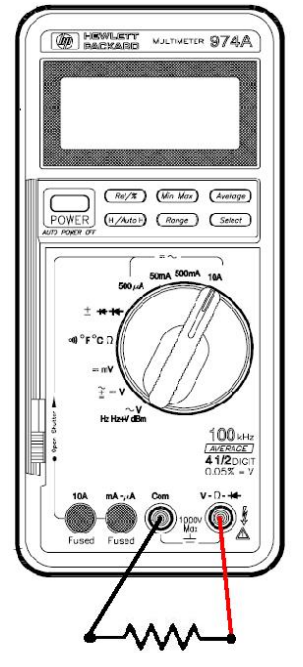 hp HEWLETT PACKARD MULTIMETER 974A
Rel/% Min Max Average
POWER H/Auto H Range Select
AUTO POWER OFF
500µA 50mA 500mA 10A
°F °C Ω
= mV
V
~V
Hz Hz+V dBm
Open Shutter
100 kHz
AVERAGE
4 1/2 DIGIT
0.05% = V
10A mA-µA Com V-Ω-
1000V
Max
Fused Fused